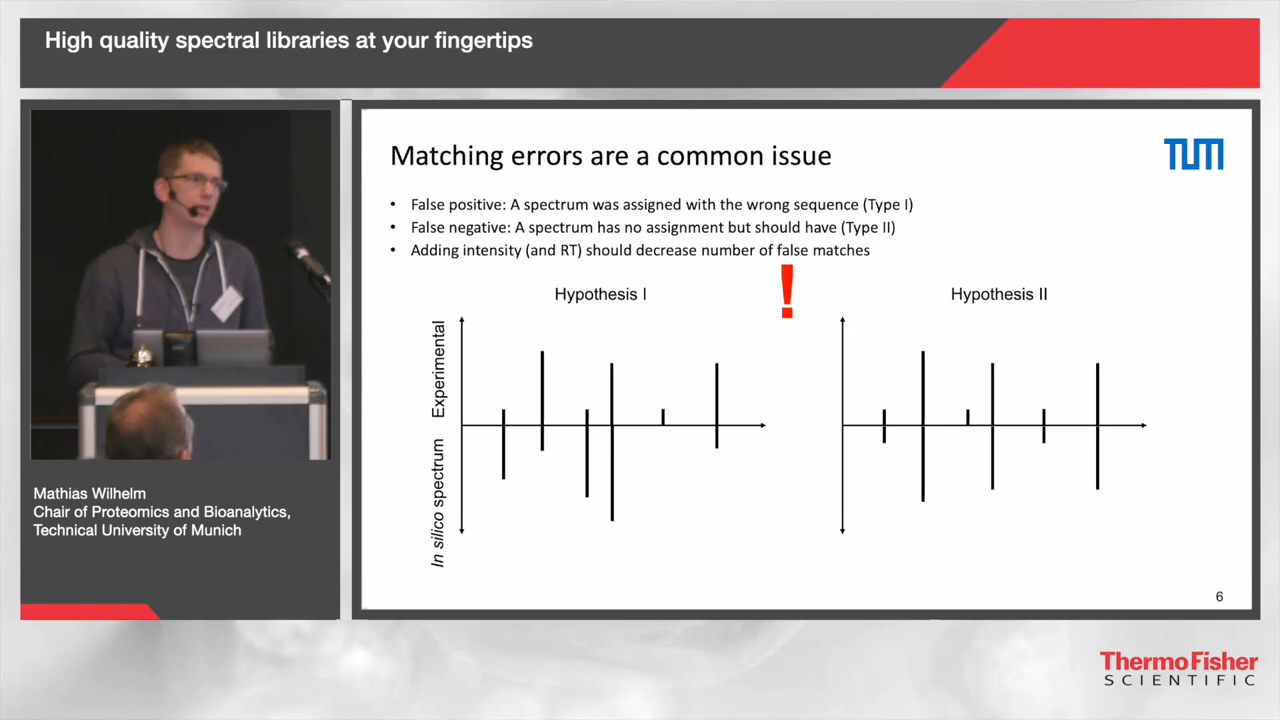 High quality spectral libraries at your fingertips
Matching errors are a common issue
TUM
• False positive: A spectrum was assigned with the wrong sequence (Type I)
• False negative: A spectrum has no assignment but should have (Type II)
• Adding intensity (and RT) should decrease number of false matches
Hypothesis I
!
Hypothesis II
Experimental
In silico spectrum
6
Mathias Wilhelm
Chair of Proteomics and Bioanalytics,
Technical University of Munich
ThermoFisher
SCIENTIFIC